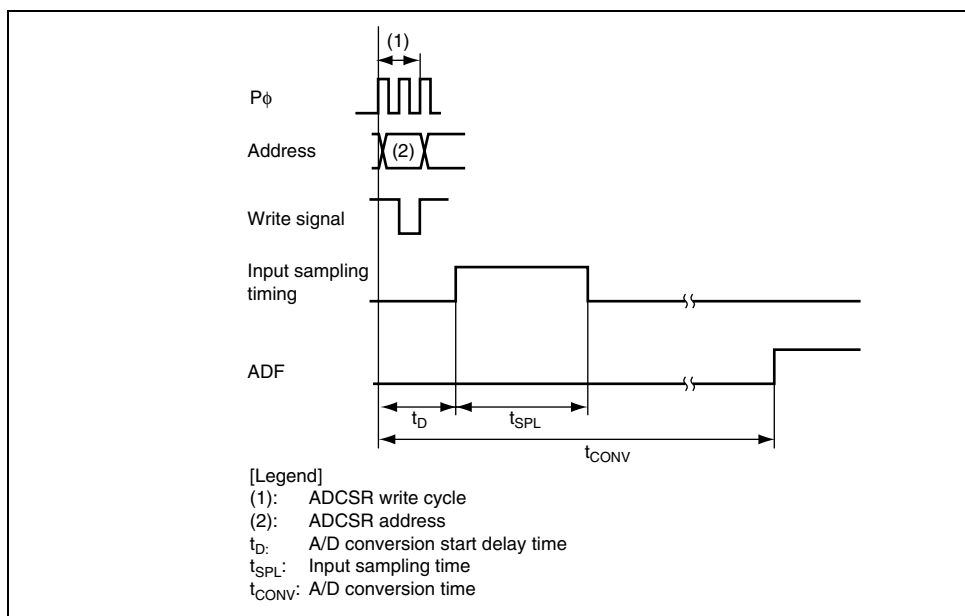 (1)
Pϕ
Address
(2)
Write signal
Input sampling
timing
ADF
tD
tSPL
tCONV
[Legend]
(1): ADCSR write cycle
(2): ADCSR address
tD: A/D conversion start delay time
tSPL: Input sampling time
tCONV: A/D conversion time